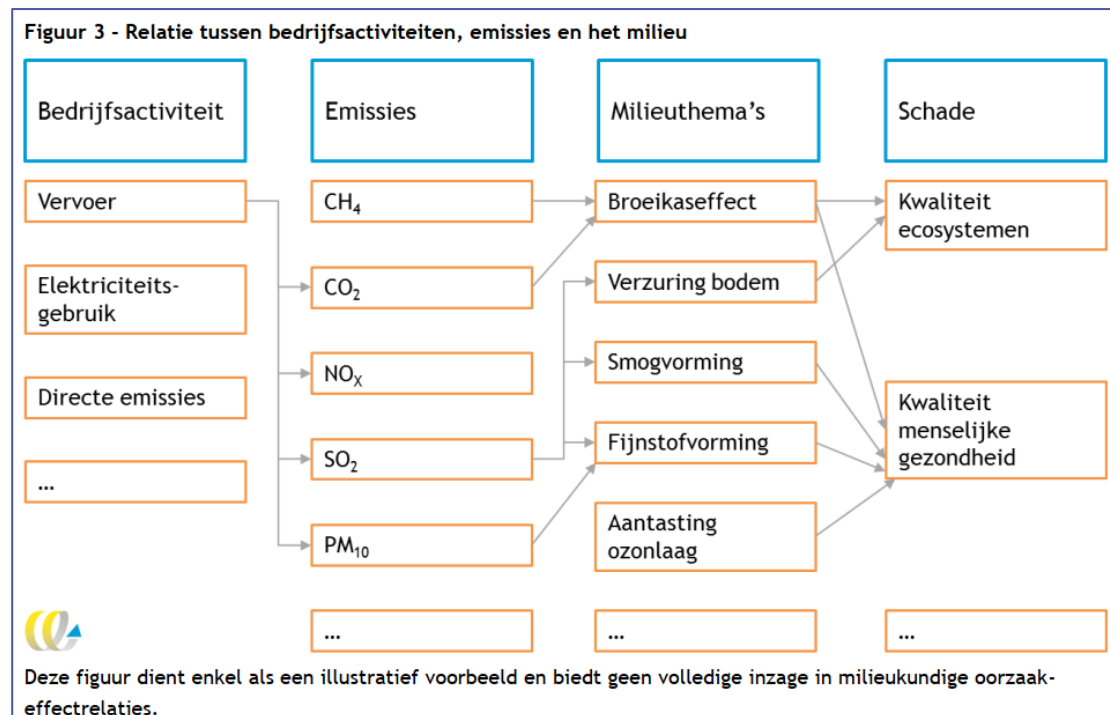 Figuur 3 - Relatie tussen bedrijfsactiviteiten, emissies en het milieu
Bedrijfsactiviteit
Emissies
Milieuthema's
Schade
Vervoer
Elektriciteits-
gebruik
Directe emissies
...
CH₄
CO₂
NOₓ
SO₂
PM₁₀
...
Broeikaseffect
Verzuring bodem
Smogvorming
Fijnstofvorming
Aantasting
ozonlaag
...
Kwaliteit
ecosystemen
Kwaliteit
menselijke
gezondheid
...
Deze figuur dient enkel als een illustratief voorbeeld en biedt geen volledige inzage in milieukundige oorzaak-
effectrelaties.